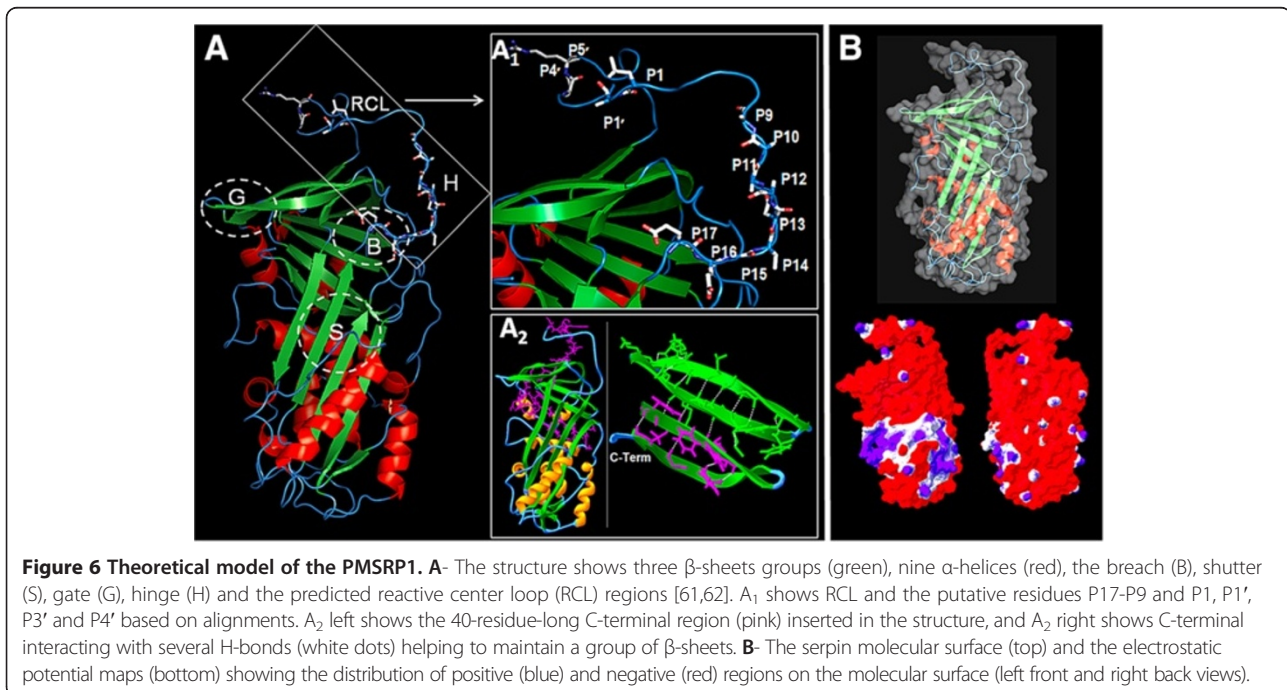 A
RCL
H
G
B
S
A1
P5′
P4′
P1
P1′
P9
P10
P11
P12
P13
P17
P16
P15
P14
A2
C-Term
B
Figure 6 Theoretical model of the PMSRP1. A- The structure shows three β-sheets groups (green), nine α-helices (red), the breach (B), shutter
(S), gate (G), hinge (H) and the predicted reactive center loop (RCL) regions [61,62]. A1 shows RCL and the putative residues P17-P9 and P1, P1′,
P3′ and P4′ based on alignments. A2 left shows the 40-residue-long C-terminal region (pink) inserted in the structure, and A2 right shows C-terminal
interacting with several H-bonds (white dots) helping to maintain a group of β-sheets. B- The serpin molecular surface (top) and the electrostatic
potential maps (bottom) showing the distribution of positive (blue) and negative (red) regions on the molecular surface (left front and right back views).